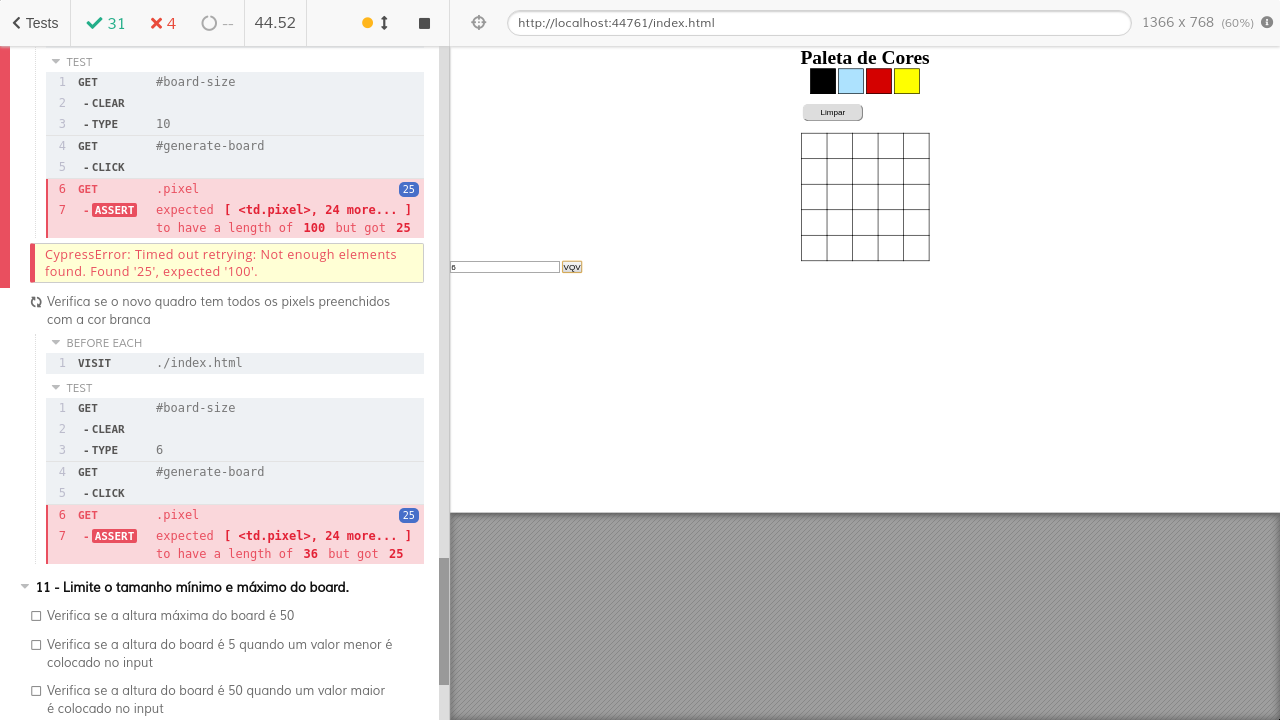 Tests 31 4 -- 44.52
http://localhost:44761/index.html 1366 x 768 (60%)
TEST
1 GET #board-size
2 -CLEAR
3 -TYPE 10
4 GET #generate-board
5 -CLICK
6 GET .pixel 25
7 -ASSERT expected [ <td.pixel>, 24 more... ]
to have a length of 100 but got 25
CypressError: Timed out retrying: Not enough elements
found. Found '25', expected '100'.
Verifica se o novo quadro tem todos os pixels preenchidos
com a cor branca
BEFORE EACH
1 VISIT ./index.html
TEST
1 GET #board-size
2 -CLEAR
3 -TYPE 6
4 GET #generate-board
5 -CLICK
6 GET .pixel 25
7 -ASSERT expected [ <td.pixel>, 24 more... ]
to have a length of 36 but got 25
11 - Limite o tamanho mínimo e máximo do board.
Verifica se a altura máxima do board é 50
Verifica se a altura do board é 5 quando um valor menor é
colocado no input
Verifica se a altura do board é 50 quando um valor maior
é colocado no input
Paleta de Cores
Limpar
6 VQV